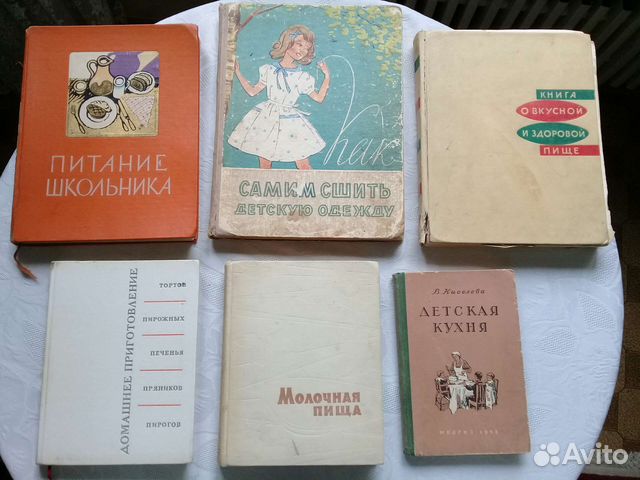 ПИТАНИЕ
ШКОЛЬНИКА
Как
САМИМ СШИТЬ
ДЕТСКУЮ ОДЕЖДУ
КНИГА
О ВКУСНОЙ
И ЗДОРОВОЙ
ПИЩЕ
ДОМАШНЕЕ ПРИГОТОВЛЕНИЕ
ТОРТОВ
ПИРОЖНЫХ
ПЕЧЕНЬЯ
ПРЯНИКОВ
ПИРОГОВ
МОЛОЧНАЯ
ПИЩА
В. Киселева
ДЕТСКАЯ
КУХНЯ
МЕДГИЗ
Avito